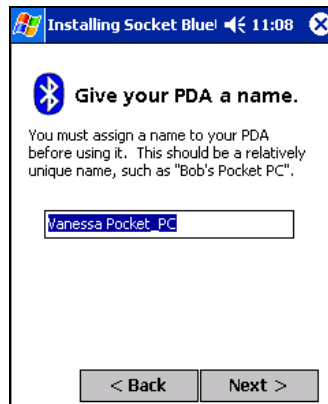 Installing Socket Blue 11:08
Give your PDA a name.
You must assign a name to your PDA
before using it. This should be a relatively
unique name, such as "Bob's Pocket PC".
Vanessa Pocket_PC
< Back Next >